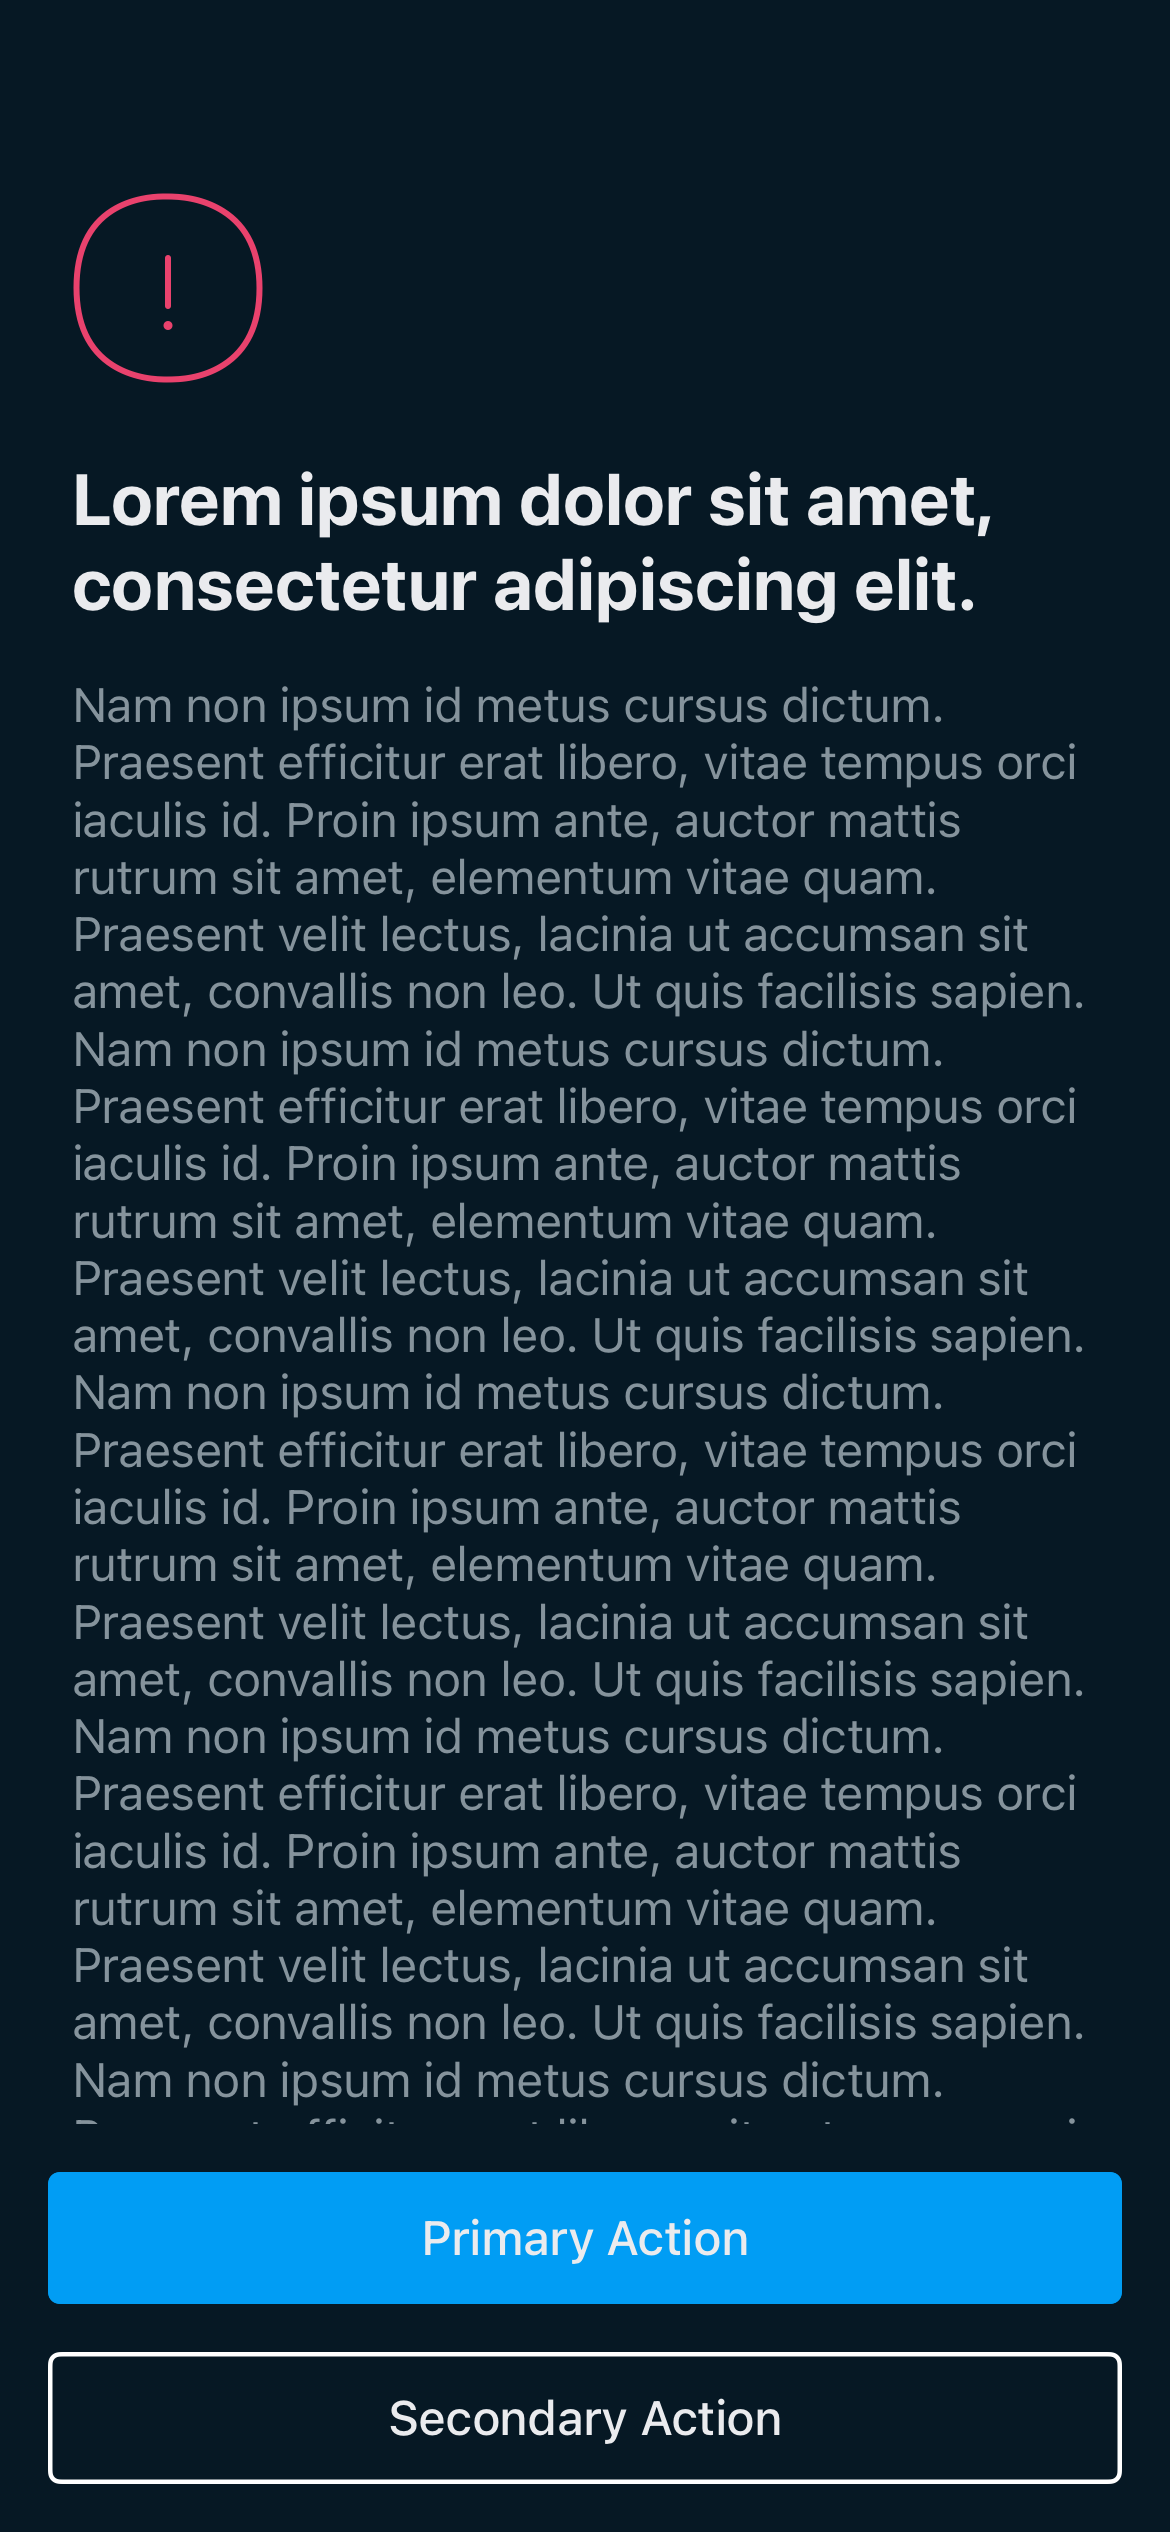 Lorem ipsum dolor sit amet,
consectetur adipiscing elit.
Nam non ipsum id metus cursus dictum.
Praesent efficitur erat libero, vitae tempus orci
iaculis id. Proin ipsum ante, auctor mattis
rutrum sit amet, elementum vitae quam.
Praesent velit lectus, lacinia ut accumsan sit
amet, convallis non leo. Ut quis facilisis sapien.
Nam non ipsum id metus cursus dictum.
Praesent efficitur erat libero, vitae tempus orci
iaculis id. Proin ipsum ante, auctor mattis
rutrum sit amet, elementum vitae quam.
Praesent velit lectus, lacinia ut accumsan sit
amet, convallis non leo. Ut quis facilisis sapien.
Nam non ipsum id metus cursus dictum.
Praesent efficitur erat libero, vitae tempus orci
iaculis id. Proin ipsum ante, auctor mattis
rutrum sit amet, elementum vitae quam.
Praesent velit lectus, lacinia ut accumsan sit
amet, convallis non leo. Ut quis facilisis sapien.
Nam non ipsum id metus cursus dictum.
Praesent efficitur erat libero, vitae tempus orci
iaculis id. Proin ipsum ante, auctor mattis
rutrum sit amet, elementum vitae quam.
Praesent velit lectus, lacinia ut accumsan sit
amet, convallis non leo. Ut quis facilisis sapien.
Nam non ipsum id metus cursus dictum.
Primary Action
Secondary Action